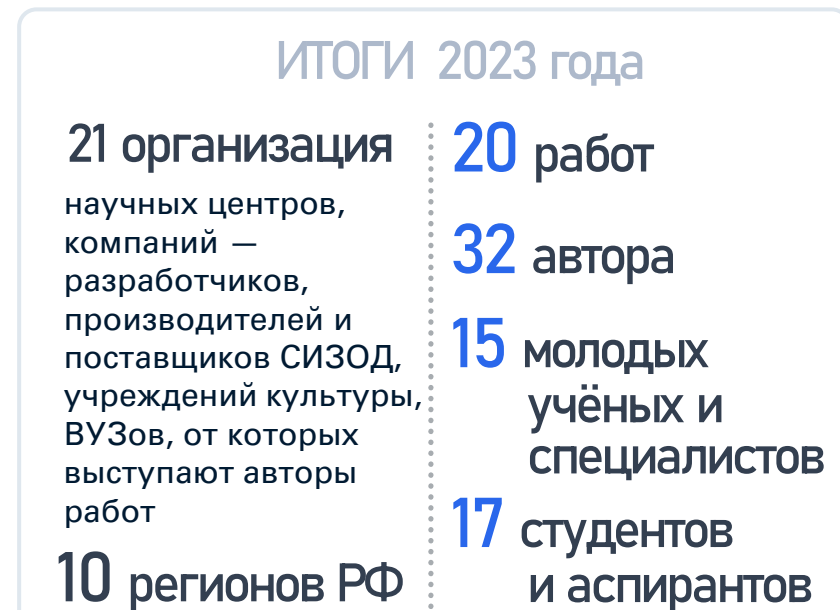 ИТОГИ 2023 года
21 организация
научных центров,
компаний —
разработчиков,
производителей и
поставщиков СИЗОД,
учреждений культуры,
ВУЗов, от которых
выступают авторы
работ
10 регионов РФ
20 работ
32 автора
15 молодых
учёных и
специалистов
17 студентов
и аспирантов